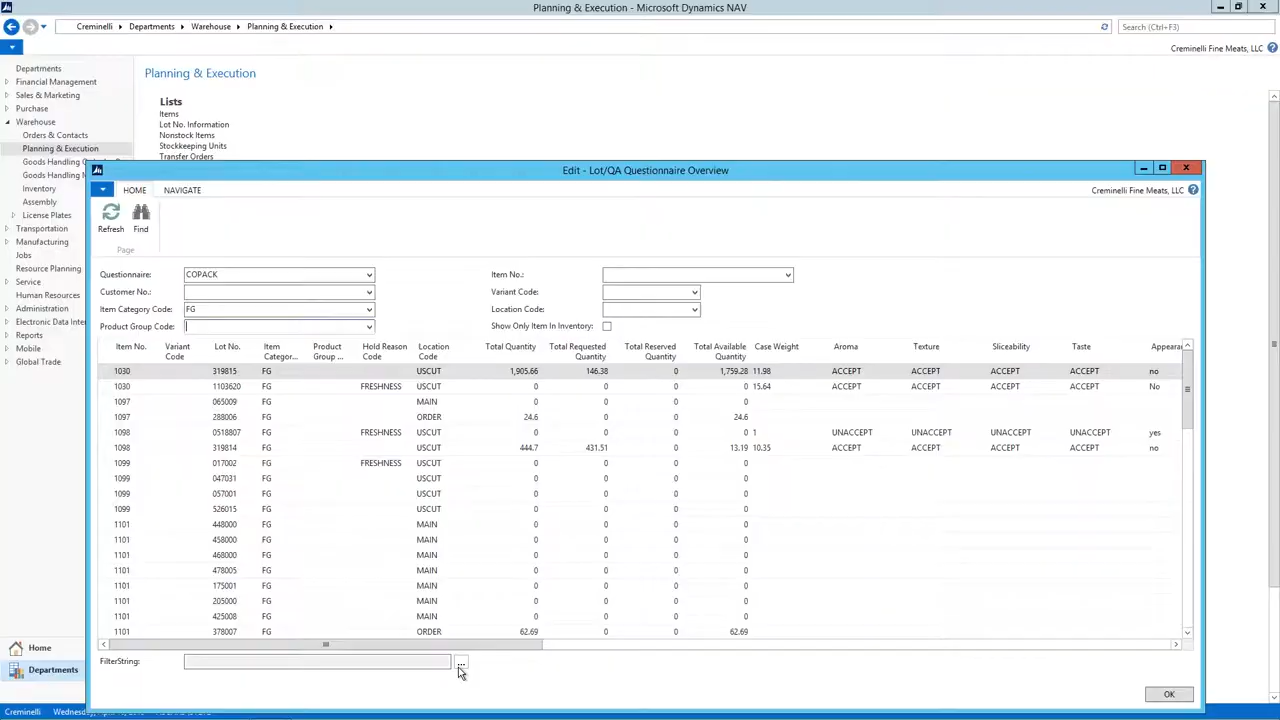 Planning & Execution - Microsoft Dynamics NAV
Creminelli Departments Warehouse Planning & Execution
Search (Ctrl+F3)
Creminelli Fine Meats, LLC
Departments
Financial Management
Sales & Marketing
Purchase
Warehouse
Orders & Contacts
Planning & Execution
Goods Handling
Goods Handling
Inventory
Assembly
License Plates
Transportation
Manufacturing
Jobs
Resource Planning
Service
Human Resources
Administration
Electronic Data Inter
Reports
Mobile
Global Trade
Home
Departments
Planning & Execution
Lists
Items
Lot No. Information
Nonstock Items
Stockkeeping Units
Transfer Orders
Edit - Lot/QA Questionnaire Overview
HOME NAVIGATE
Creminelli Fine Meats, LLC
Refresh Find
Page
Questionnaire: COPACK Item No.:
Customer No.: Variant Code:
Item Category Code: FG Location Code:
Product Group Code: Show Only Item In Inventory:
Item No. Variant Code Lot No. Item Categor... Product Group ... Hold Reason Code Location Code Total Quantity Total Requested Quantity Total Reserved Quantity Total Available Quantity Case Weight Aroma Texture Sliceability Taste Appeara
1030 319815 FG USCUT 1,905.66 146.38 0 1,759.28 11.98 ACCEPT ACCEPT ACCEPT ACCEPT no
1030 1103620 FG FRESHNESS USCUT 0 0 0 0 15.64 ACCEPT ACCEPT ACCEPT ACCEPT No
1097 065009 FG MAIN 0 0 0 0
1097 288006 FG ORDER 24.6 0 0 24.6
1098 0518807 FG FRESHNESS USCUT 0 0 0 0 1 UNACCEPT UNACCEPT UNACCEPT UNACCEPT yes
1098 319814 FG USCUT 444.7 431.51 0 13.19 10.35 ACCEPT ACCEPT ACCEPT ACCEPT no
1099 017002 FG FRESHNESS USCUT 0 0 0 0
1099 047031 FG USCUT 0 0 0 0
1099 057001 FG USCUT 0 0 0 0
1099 526015 FG USCUT 0 0 0 0
1101 448000 FG MAIN 0 0 0 0
1101 458000 FG MAIN 0 0 0 0
1101 468000 FG MAIN 0 0 0 0
1101 478005 FG MAIN 0 0 0 0
1101 175001 FG MAIN 0 0 0 0
1101 205000 FG MAIN 0 0 0 0
1101 425008 FG MAIN 0 0 0 0
1101 378007 FG ORDER 62.69 0 0 62.69
FilterString: ...
OK
Creminelli